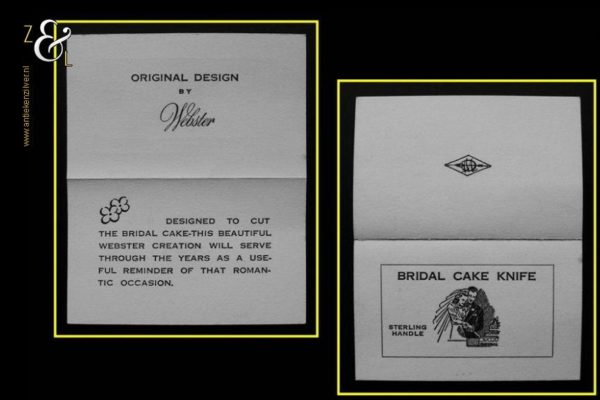 Z & L
www.antiekenzilver.nl
ORIGINAL DESIGN
BY
Webster
DESIGNED TO CUT
THE BRIDAL CAKE-THIS BEAUTIFUL
WEBSTER CREATION WILL SERVE
THROUGH THE YEARS AS A USE-
FUL REMINDER OF THAT ROMAN-
TIC OCCASION.
BRIDAL CAKE KNIFE
STERLING
HANDLE